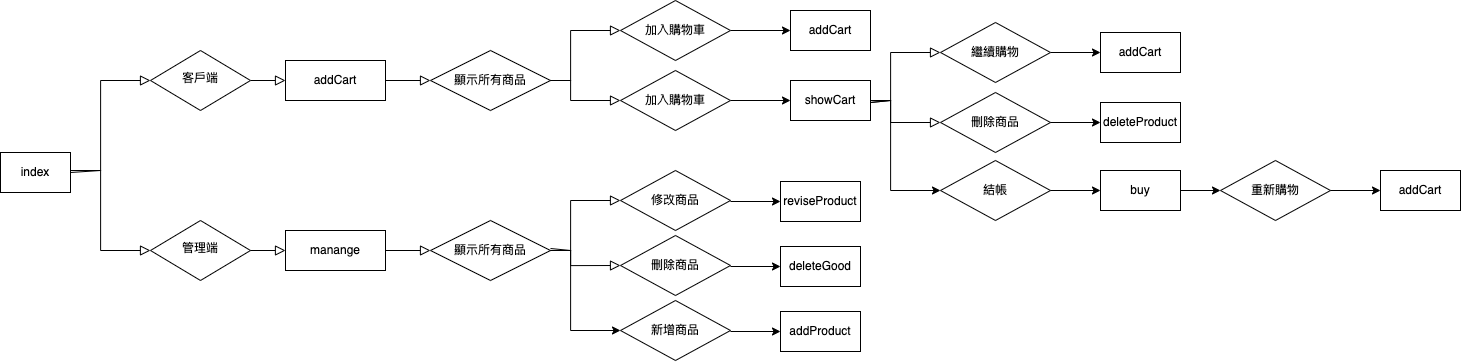 index
客戶端
addCart
顯示所有商品
加入購物車
addCart
加入購物車
showCart
繼續購物
addCart
刪除商品
deleteProduct
結帳
buy
重新購物
addCart
管理端
manange
顯示所有商品
修改商品
reviseProduct
刪除商品
deleteGood
新增商品
addProduct